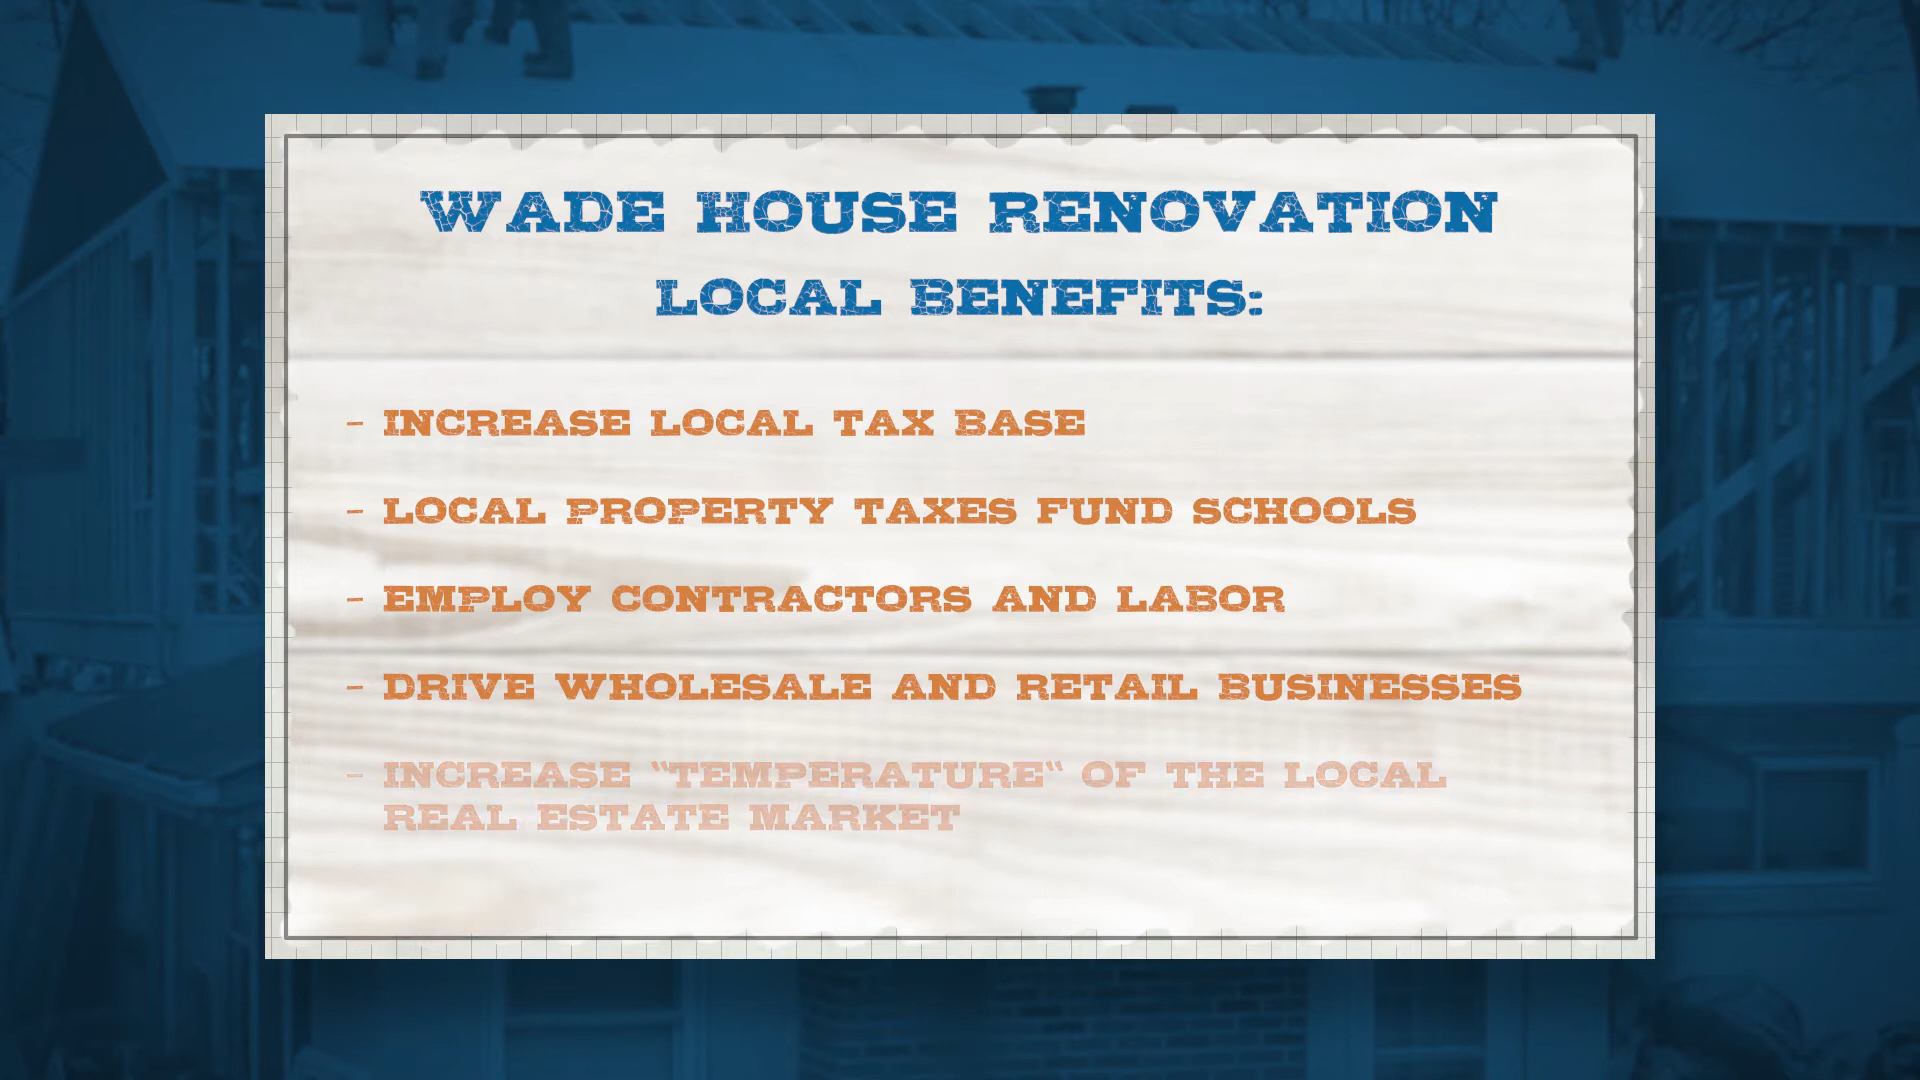 WADE HOUSE RENOVATION
LOCAL BENEFITS:
- INCREASE LOCAL TAX BASE
- LOCAL PROPERTY TAXES FUND SCHOOLS
- EMPLOY CONTRACTORS AND LABOR
- DRIVE WHOLESALE AND RETAIL BUSINESSES
- INCREASE “TEMPERATURE“ OF THE LOCAL
REAL ESTATE MARKET